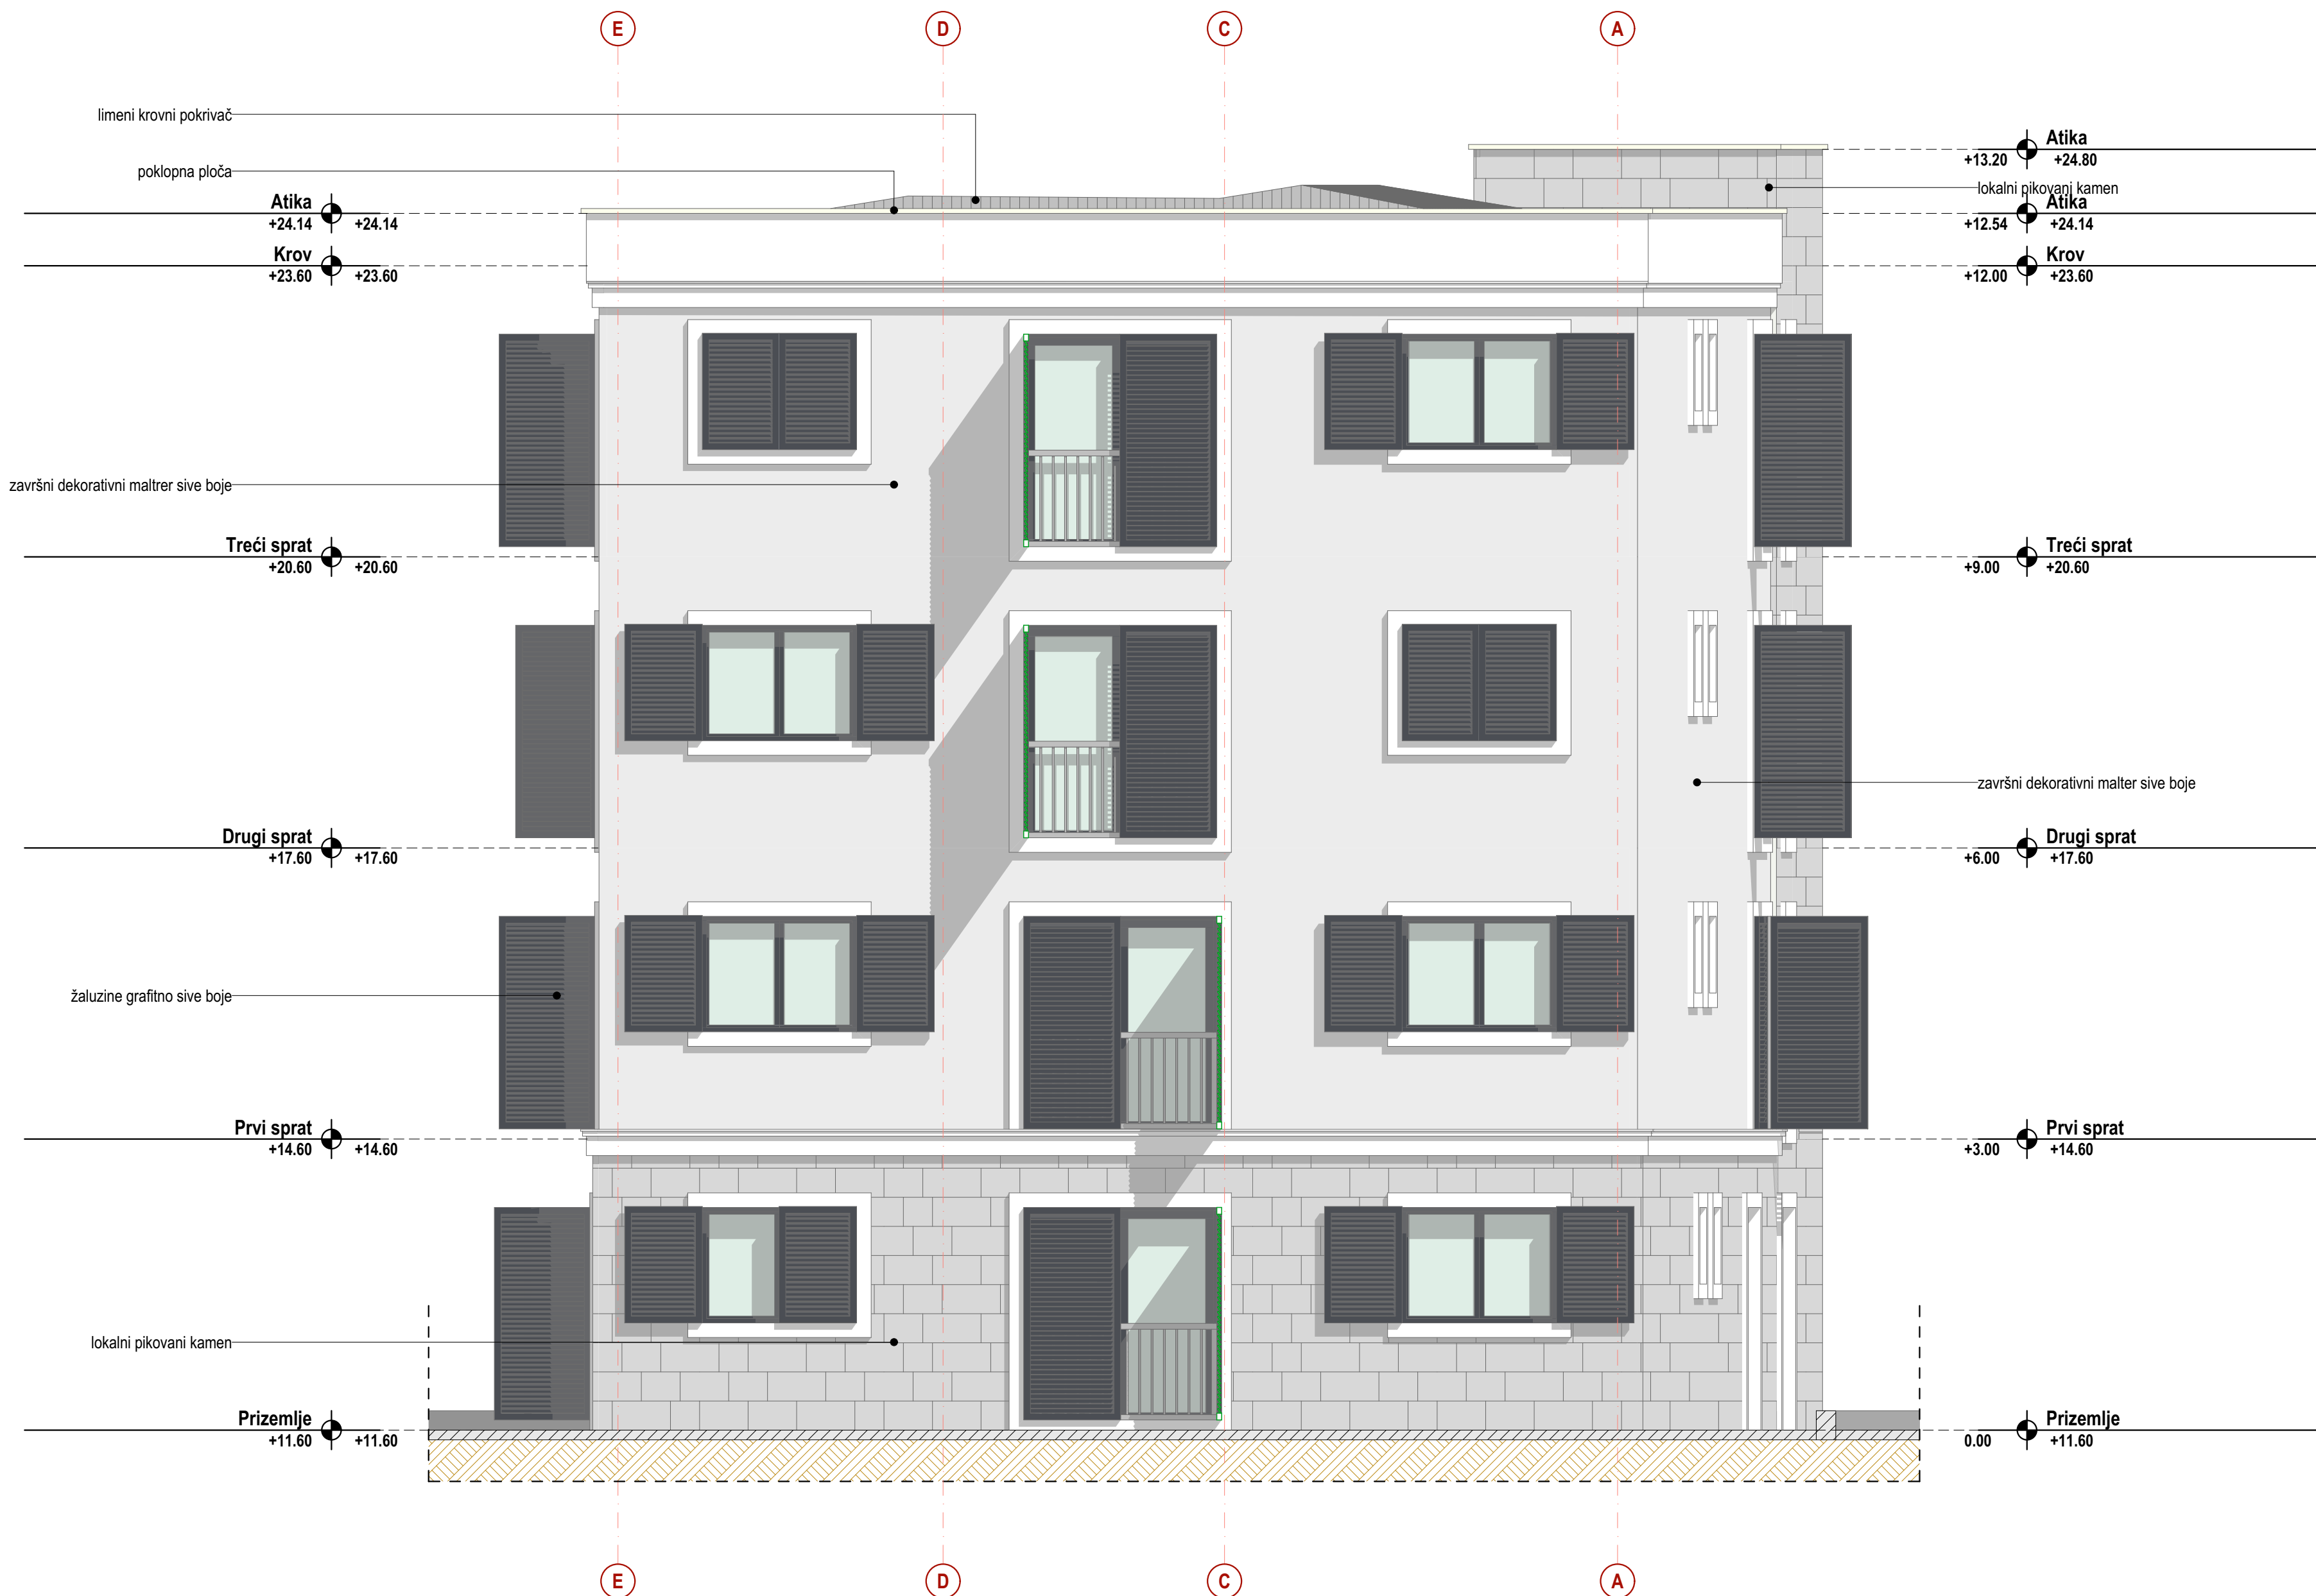 E D C A
limeni krovni pokrivač
poklopna ploča
Atika
+24.14 +24.14
Krov
+23.60 +23.60
završni dekorativni maltrer sive boje
Treći sprat
+20.60 +20.60
Drugi sprat
+17.60 +17.60
žaluzine grafitno sive boje
Prvi sprat
+14.60 +14.60
lokalni pikovani kamen
Prizemlje
+11.60 +11.60
Atika
+13.20 +24.80
lokalni pikovani kamen
Atika
+12.54 +24.14
Krov
+12.00 +23.60
Treći sprat
+9.00 +20.60
završni dekorativni malter sive boje
Drugi sprat
+6.00 +17.60
Prvi sprat
+3.00 +14.60
Prizemlje
0.00 +11.60
E D C A